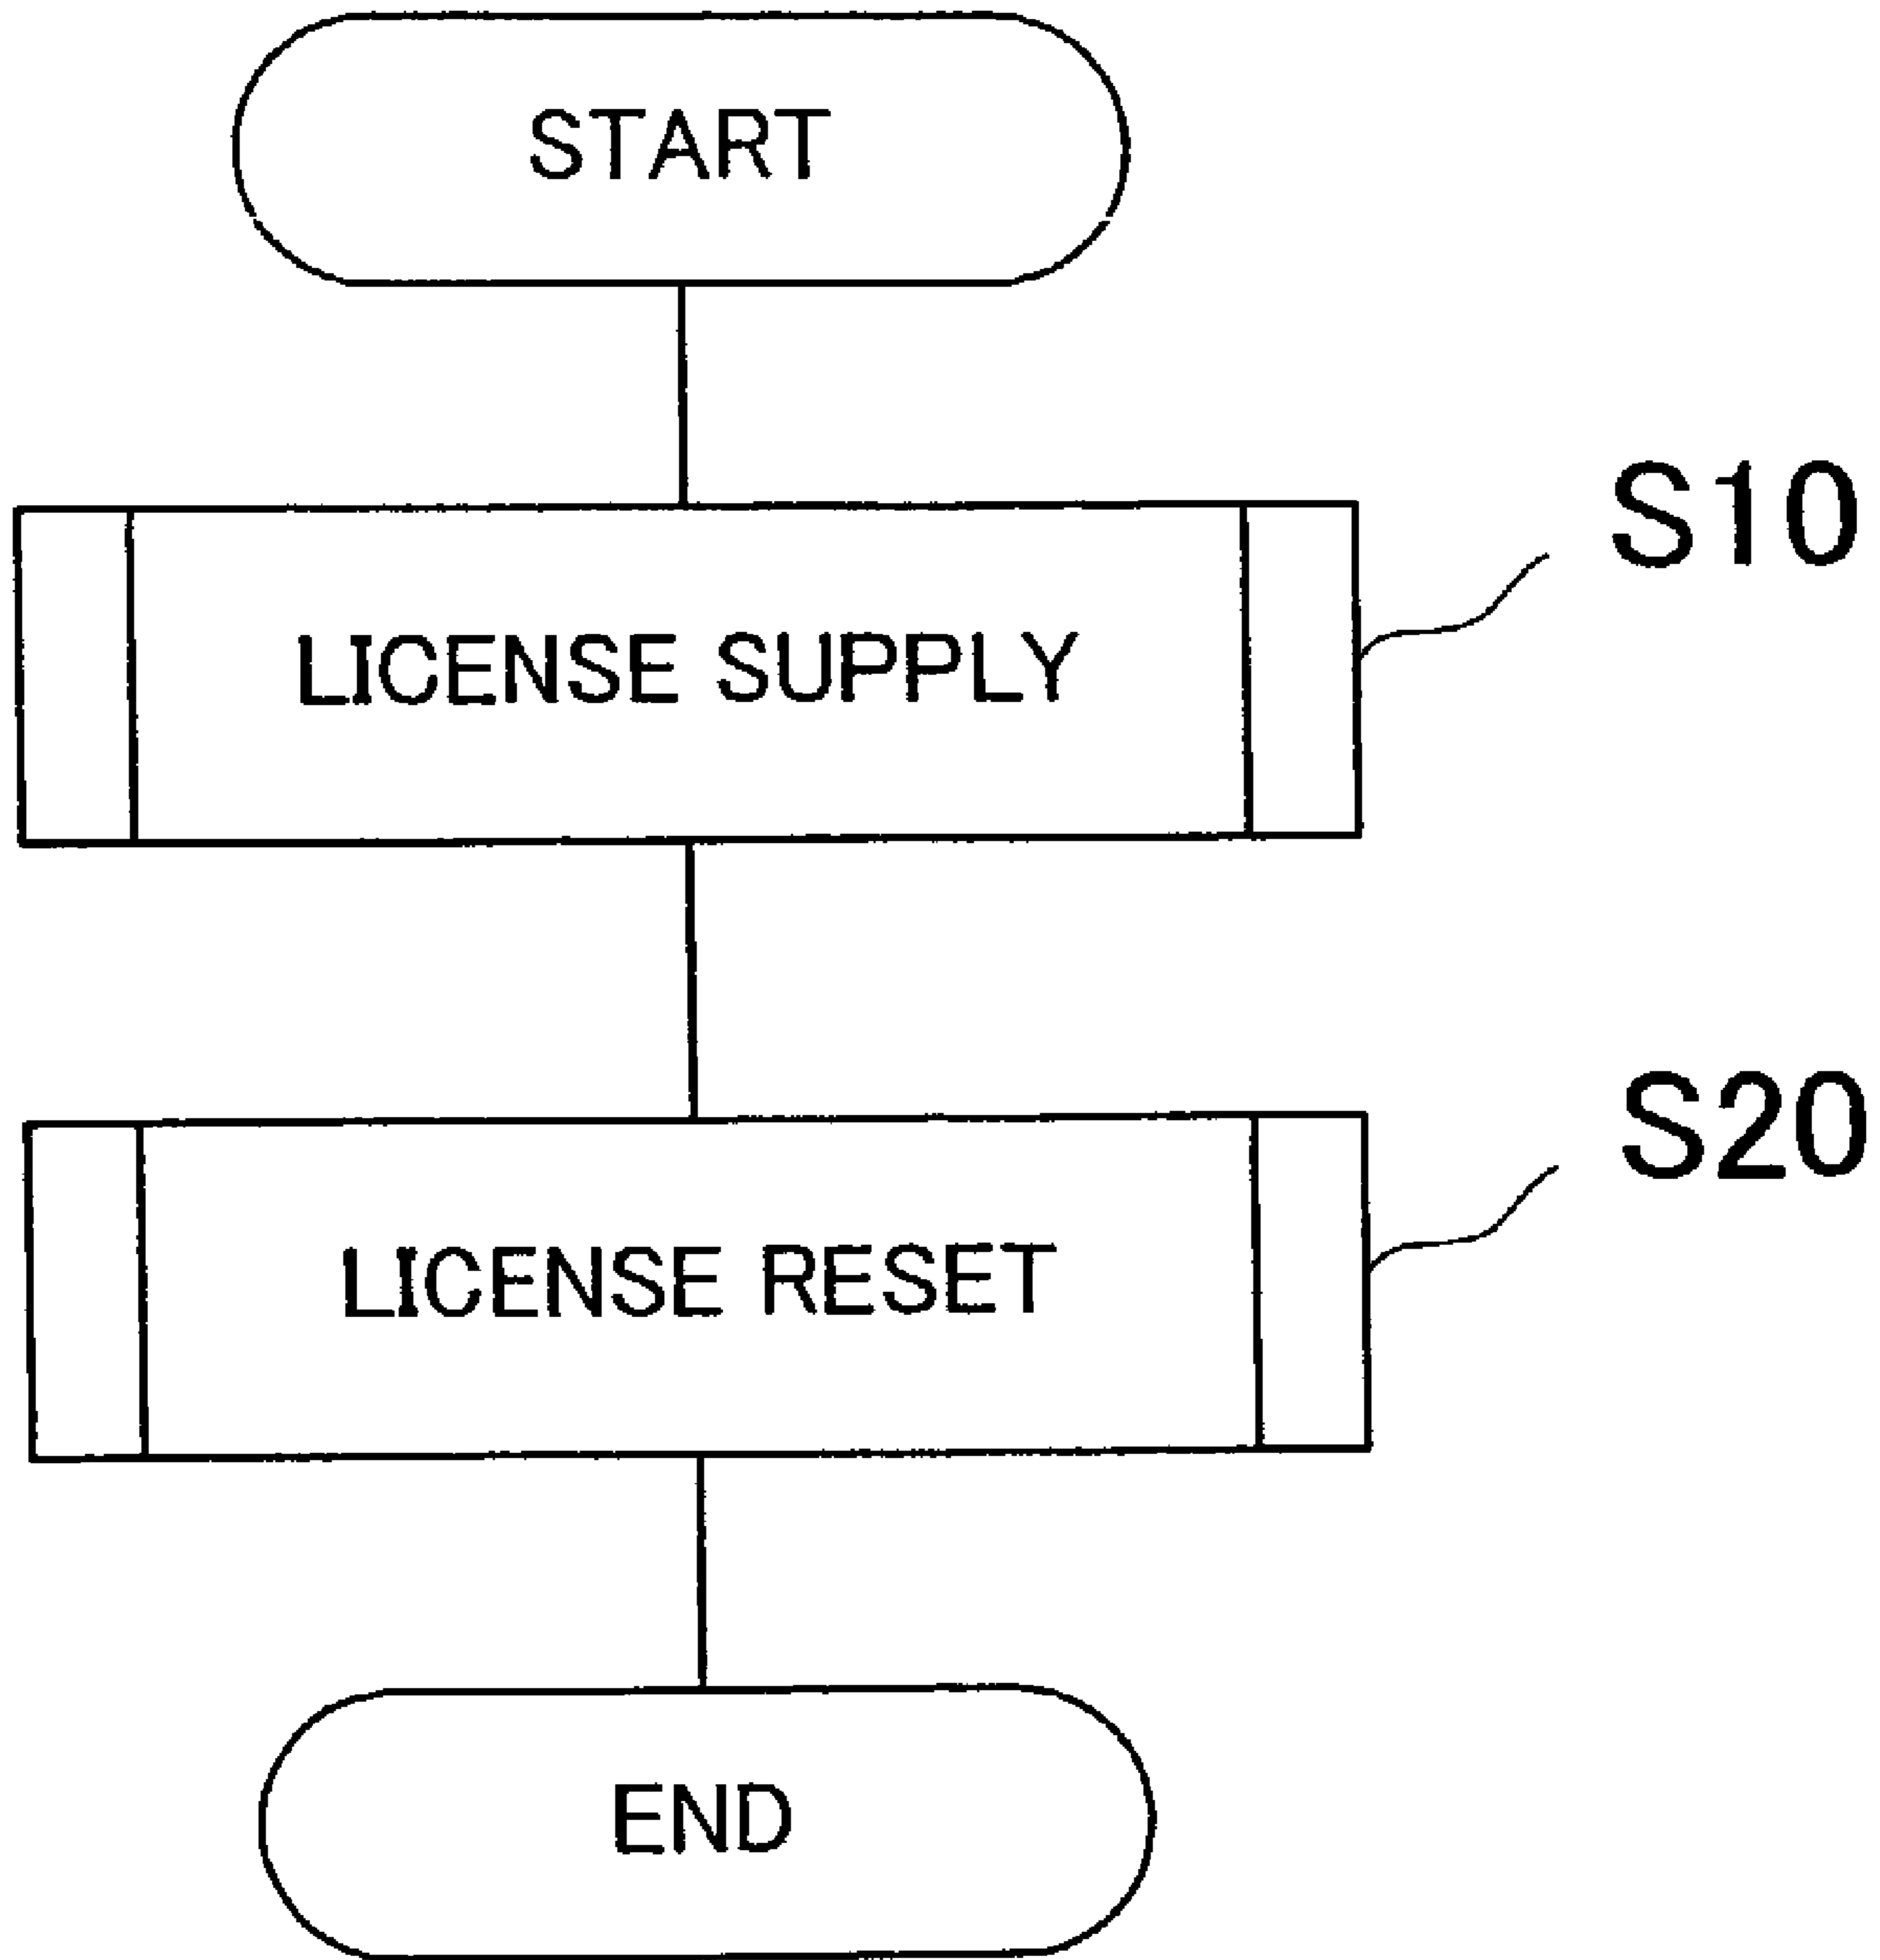 START
S10
LICENSE SUPPLY
S20
LICENSE RESET
END